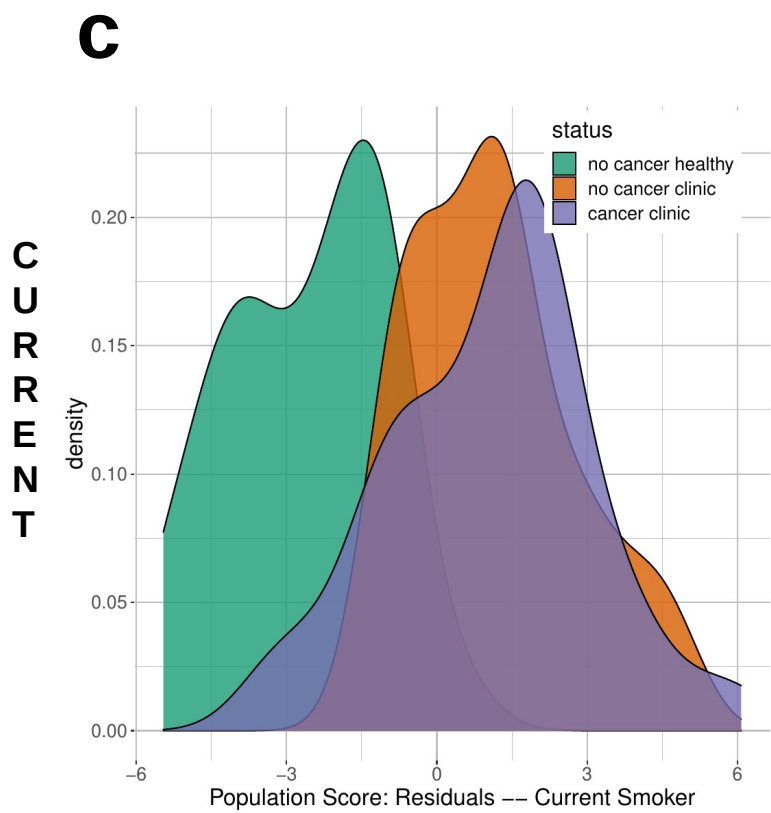 C
status
no cancer healthy
no cancer clinic
cancer clinic
C
U
R
R
E
N
T
density
0.20
0.15
0.10
0.05
0.00
−6 −3 0 3 6
Population Score: Residuals −− Current Smoker